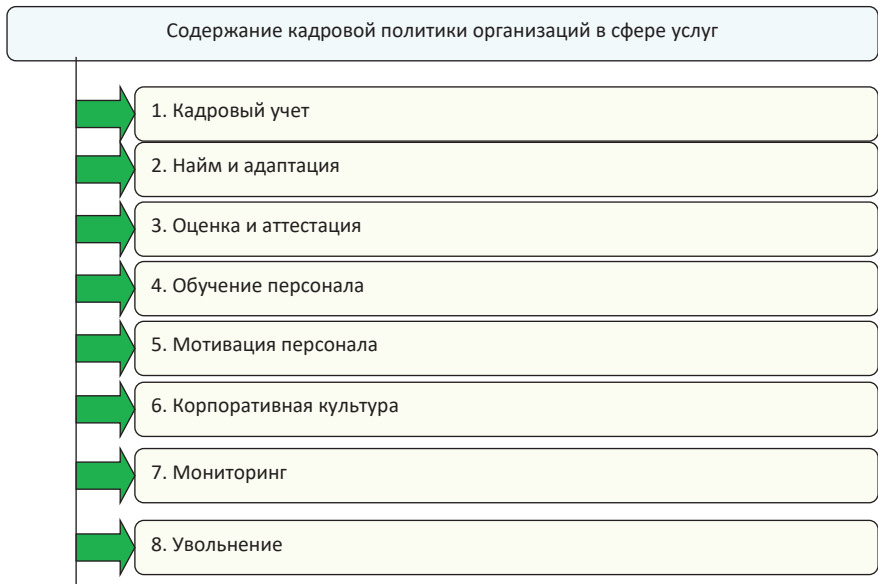 Содержание кадровой политики организаций в сфере услуг
1. Кадровый учет
2. Найм и адаптация
3. Оценка и аттестация
4. Обучение персонала
5. Мотивация персонала
6. Корпоративная культура
7. Мониторинг
8. Увольнение